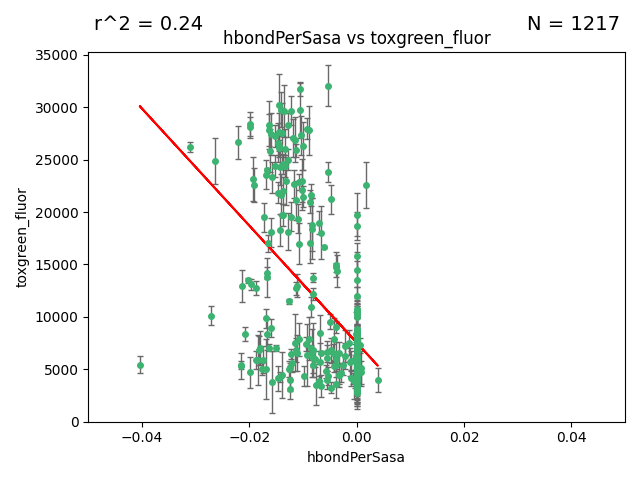 r^2 = 0.24
N = 1217
hbondPerSasa vs toxgreen_fluor
35000
30000
25000
20000
15000
10000
5000
0
toxgreen_fluor
−0.04
−0.02
0.00
0.02
0.04
hbondPerSasa